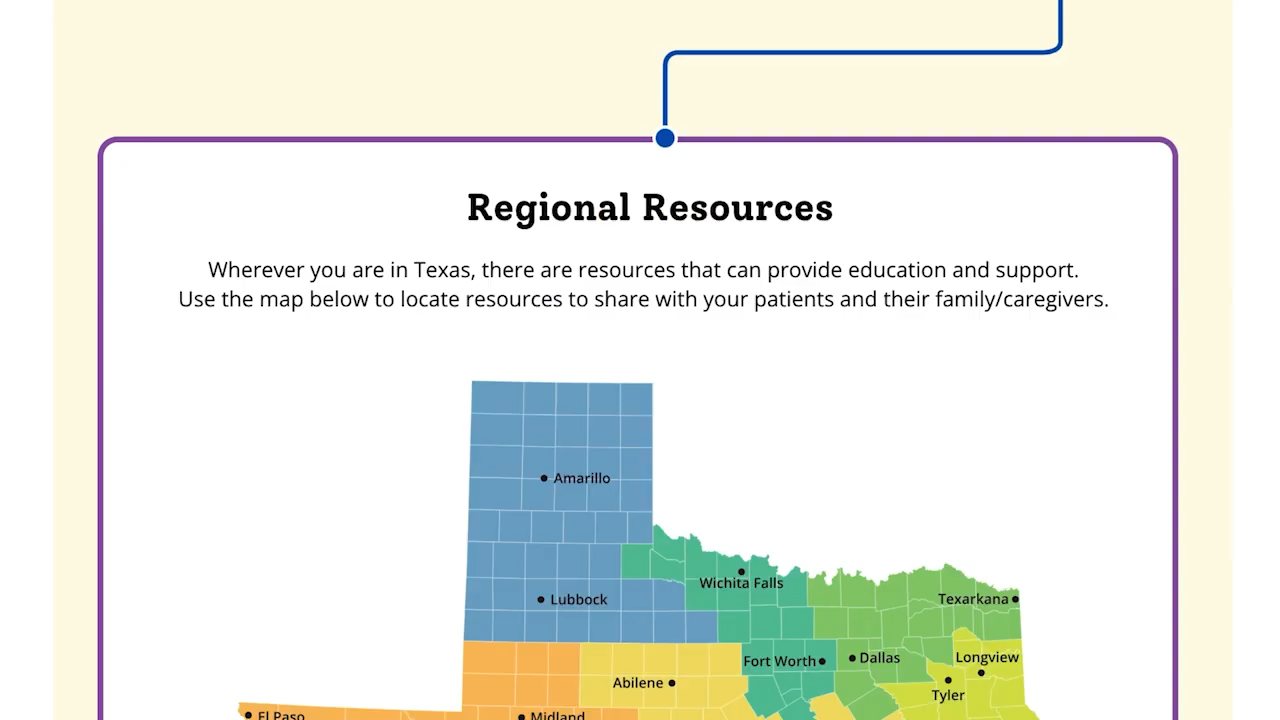 Regional Resources
Wherever you are in Texas, there are resources that can provide education and support.
Use the map below to locate resources to share with your patients and their family/caregivers.
Amarillo
Wichita Falls
Lubbock
Texarkana
Fort Worth
Dallas
Longview
Abilene
Tyler
El Paso
Midland